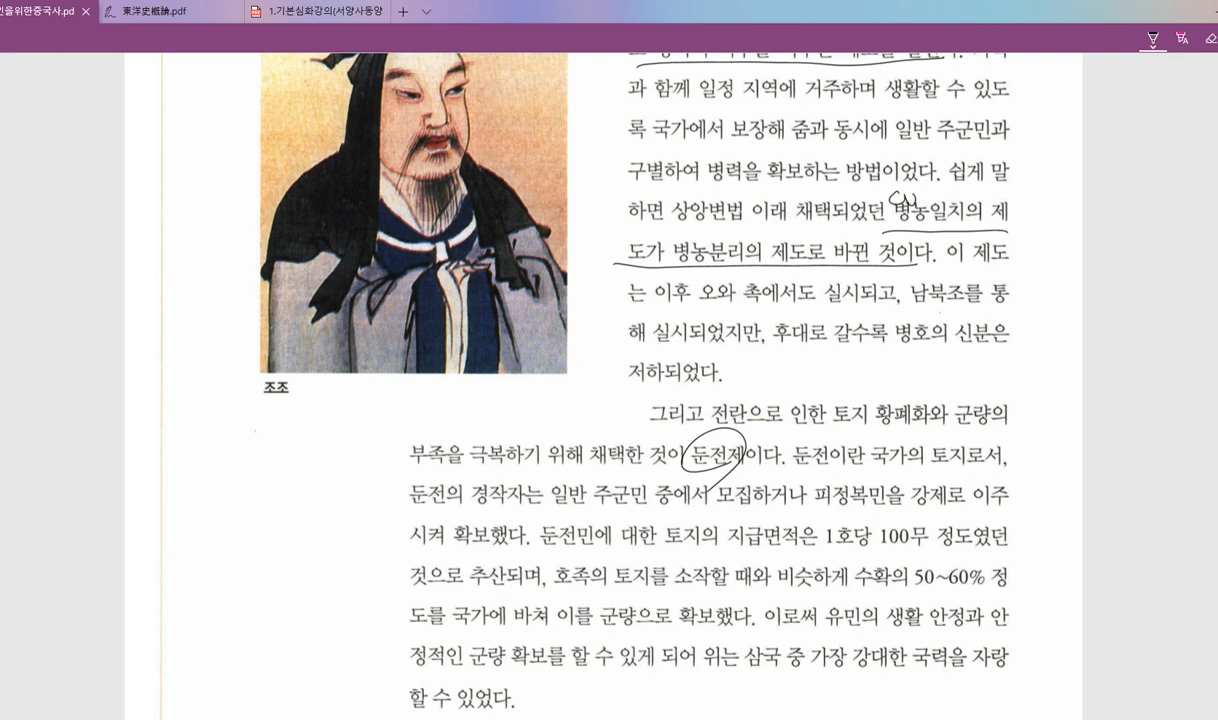 인을위한중국사.pd
東洋史槪論.pdf
1.기본심화강의(서양사동양
과 함께 일정 지역에 거주하며 생활할 수 있도
록 국가에서 보장해 줌과 동시에 일반 주군민과
구별하여 병력을 확보하는 방법이었다. 쉽게 말
하면 상앙변법 이래 채택되었던 병농일치의 제
도가 병농분리의 제도로 바뀐 것이다. 이 제도
는 이후 오와 촉에서도 실시되고, 남북조를 통
해 실시되었지만, 후대로 갈수록 병호의 신분은
저하되었다.
조조
그리고 전란으로 인한 토지 황폐화와 군량의
부족을 극복하기 위해 채택한 것이 둔전제이다. 둔전이란 국가의 토지로서,
둔전의 경작자는 일반 주군민 중에서 모집하거나 피정복민을 강제로 이주
시켜 확보했다. 둔전민에 대한 토지의 지급면적은 1호당 100무 정도였던
것으로 추산되며, 호족의 토지를 소작할 때와 비슷하게 수확의 50~60% 정
도를 국가에 바쳐 이를 군량으로 확보했다. 이로써 유민의 생활 안정과 안
정적인 군량 확보를 할 수 있게 되어 위는 삼국 중 가장 강대한 국력을 자랑
할 수 있었다.